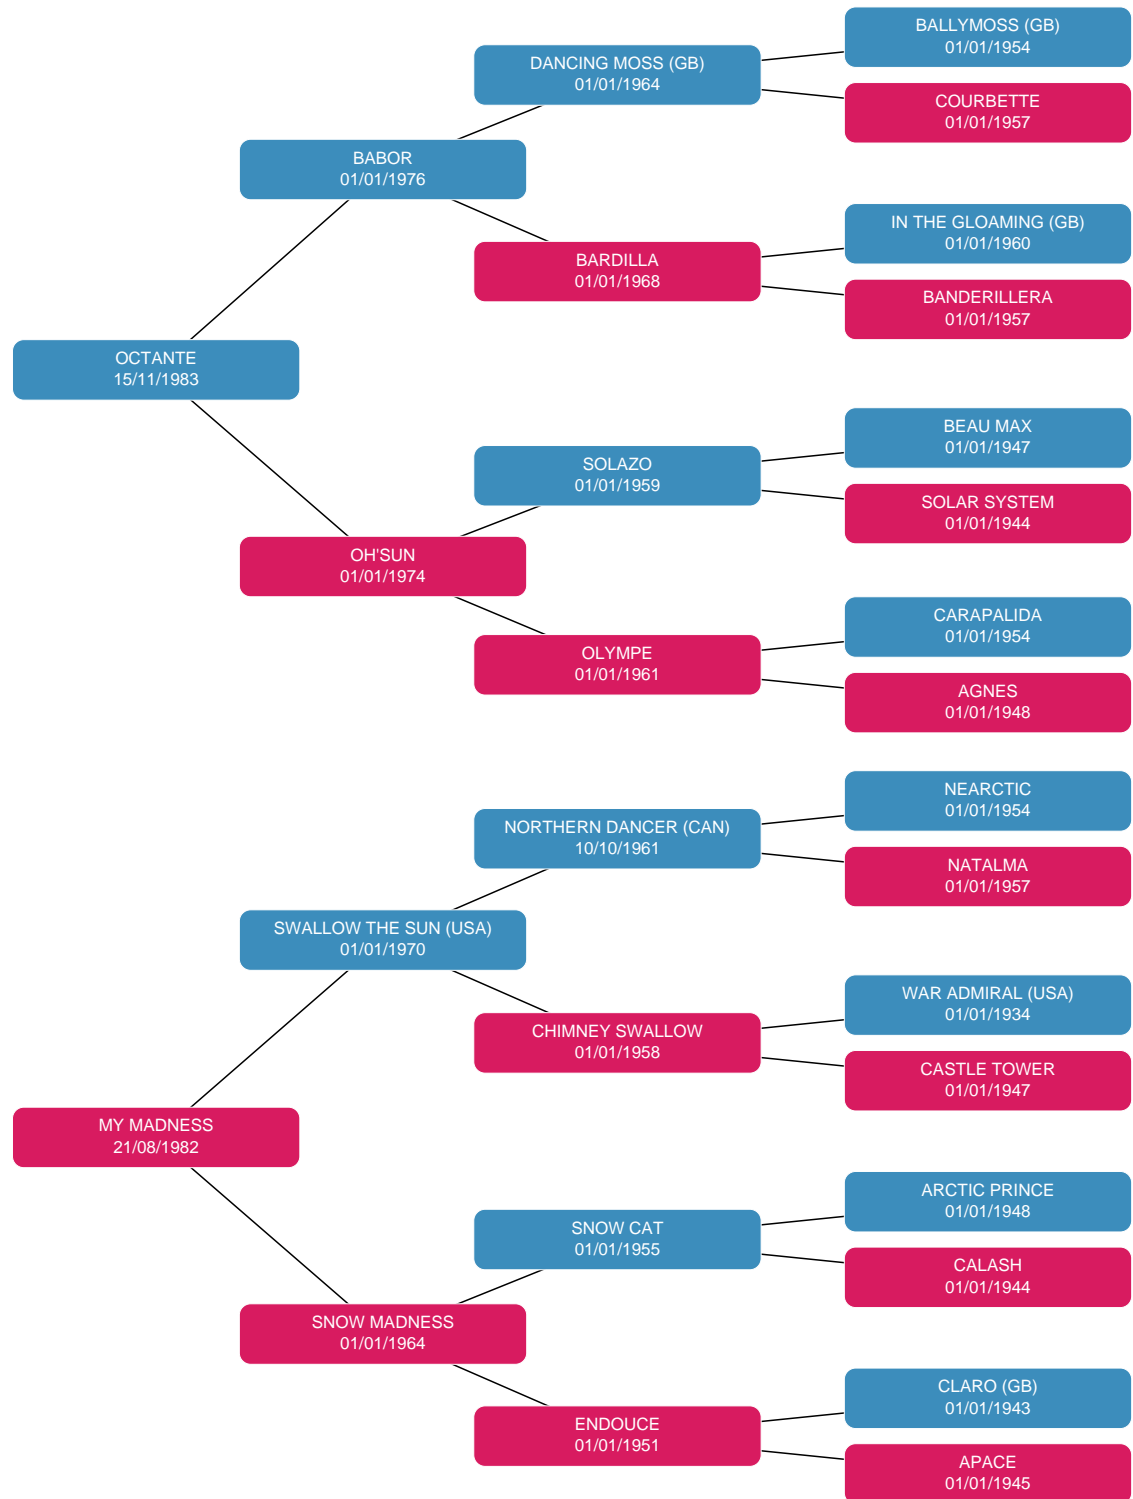 BALLYMOSS (GB)
01/01/1954
DANCING MOSS (GB)
01/01/1964
COURBETTE
01/01/1957
BABOR
01/01/1976
IN THE GLOAMING (GB)
01/01/1960
BARDILLA
01/01/1968
BANDERILLERA
01/01/1957
OCTANTE
15/11/1983
BEAU MAX
01/01/1947
SOLAZO
01/01/1959
SOLAR SYSTEM
01/01/1944
OH'SUN
01/01/1974
CARAPALIDA
01/01/1954
OLYMPE
01/01/1961
AGNES
01/01/1948
NEARCTIC
01/01/1954
NORTHERN DANCER (CAN)
10/10/1961
NATALMA
01/01/1957
SWALLOW THE SUN (USA)
01/01/1970
WAR ADMIRAL (USA)
01/01/1934
CHIMNEY SWALLOW
01/01/1958
CASTLE TOWER
01/01/1947
MY MADNESS
21/08/1982
ARCTIC PRINCE
01/01/1948
SNOW CAT
01/01/1955
CALASH
01/01/1944
SNOW MADNESS
01/01/1964
CLARO (GB)
01/01/1943
ENDOUCE
01/01/1951
APACE
01/01/1945